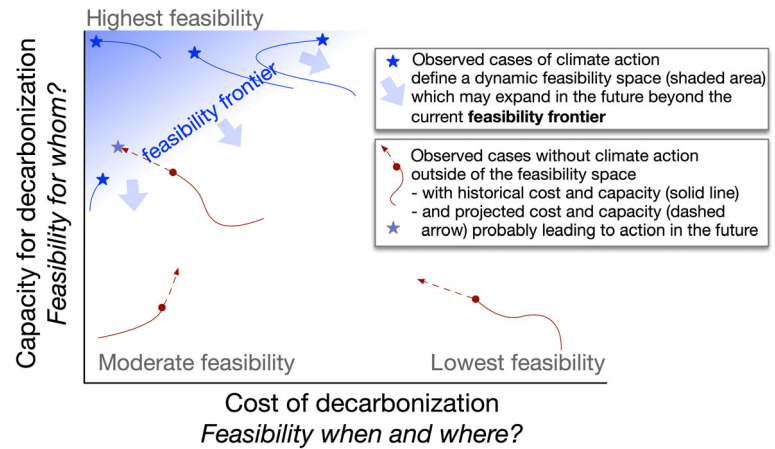 Highest feasibility
Capacity for decarbonization
Feasibility for whom?
feasibility frontier
Observed cases of climate action
define a dynamic feasibility space (shaded area)
which may expand in the future beyond the
current feasibility frontier
Observed cases without climate action
outside of the feasibility space
- with historical cost and capacity (solid line)
- and projected cost and capacity (dashed
arrow) probably leading to action in the future
Moderate feasibility
Lowest feasibility
Cost of decarbonization
Feasibility when and where?